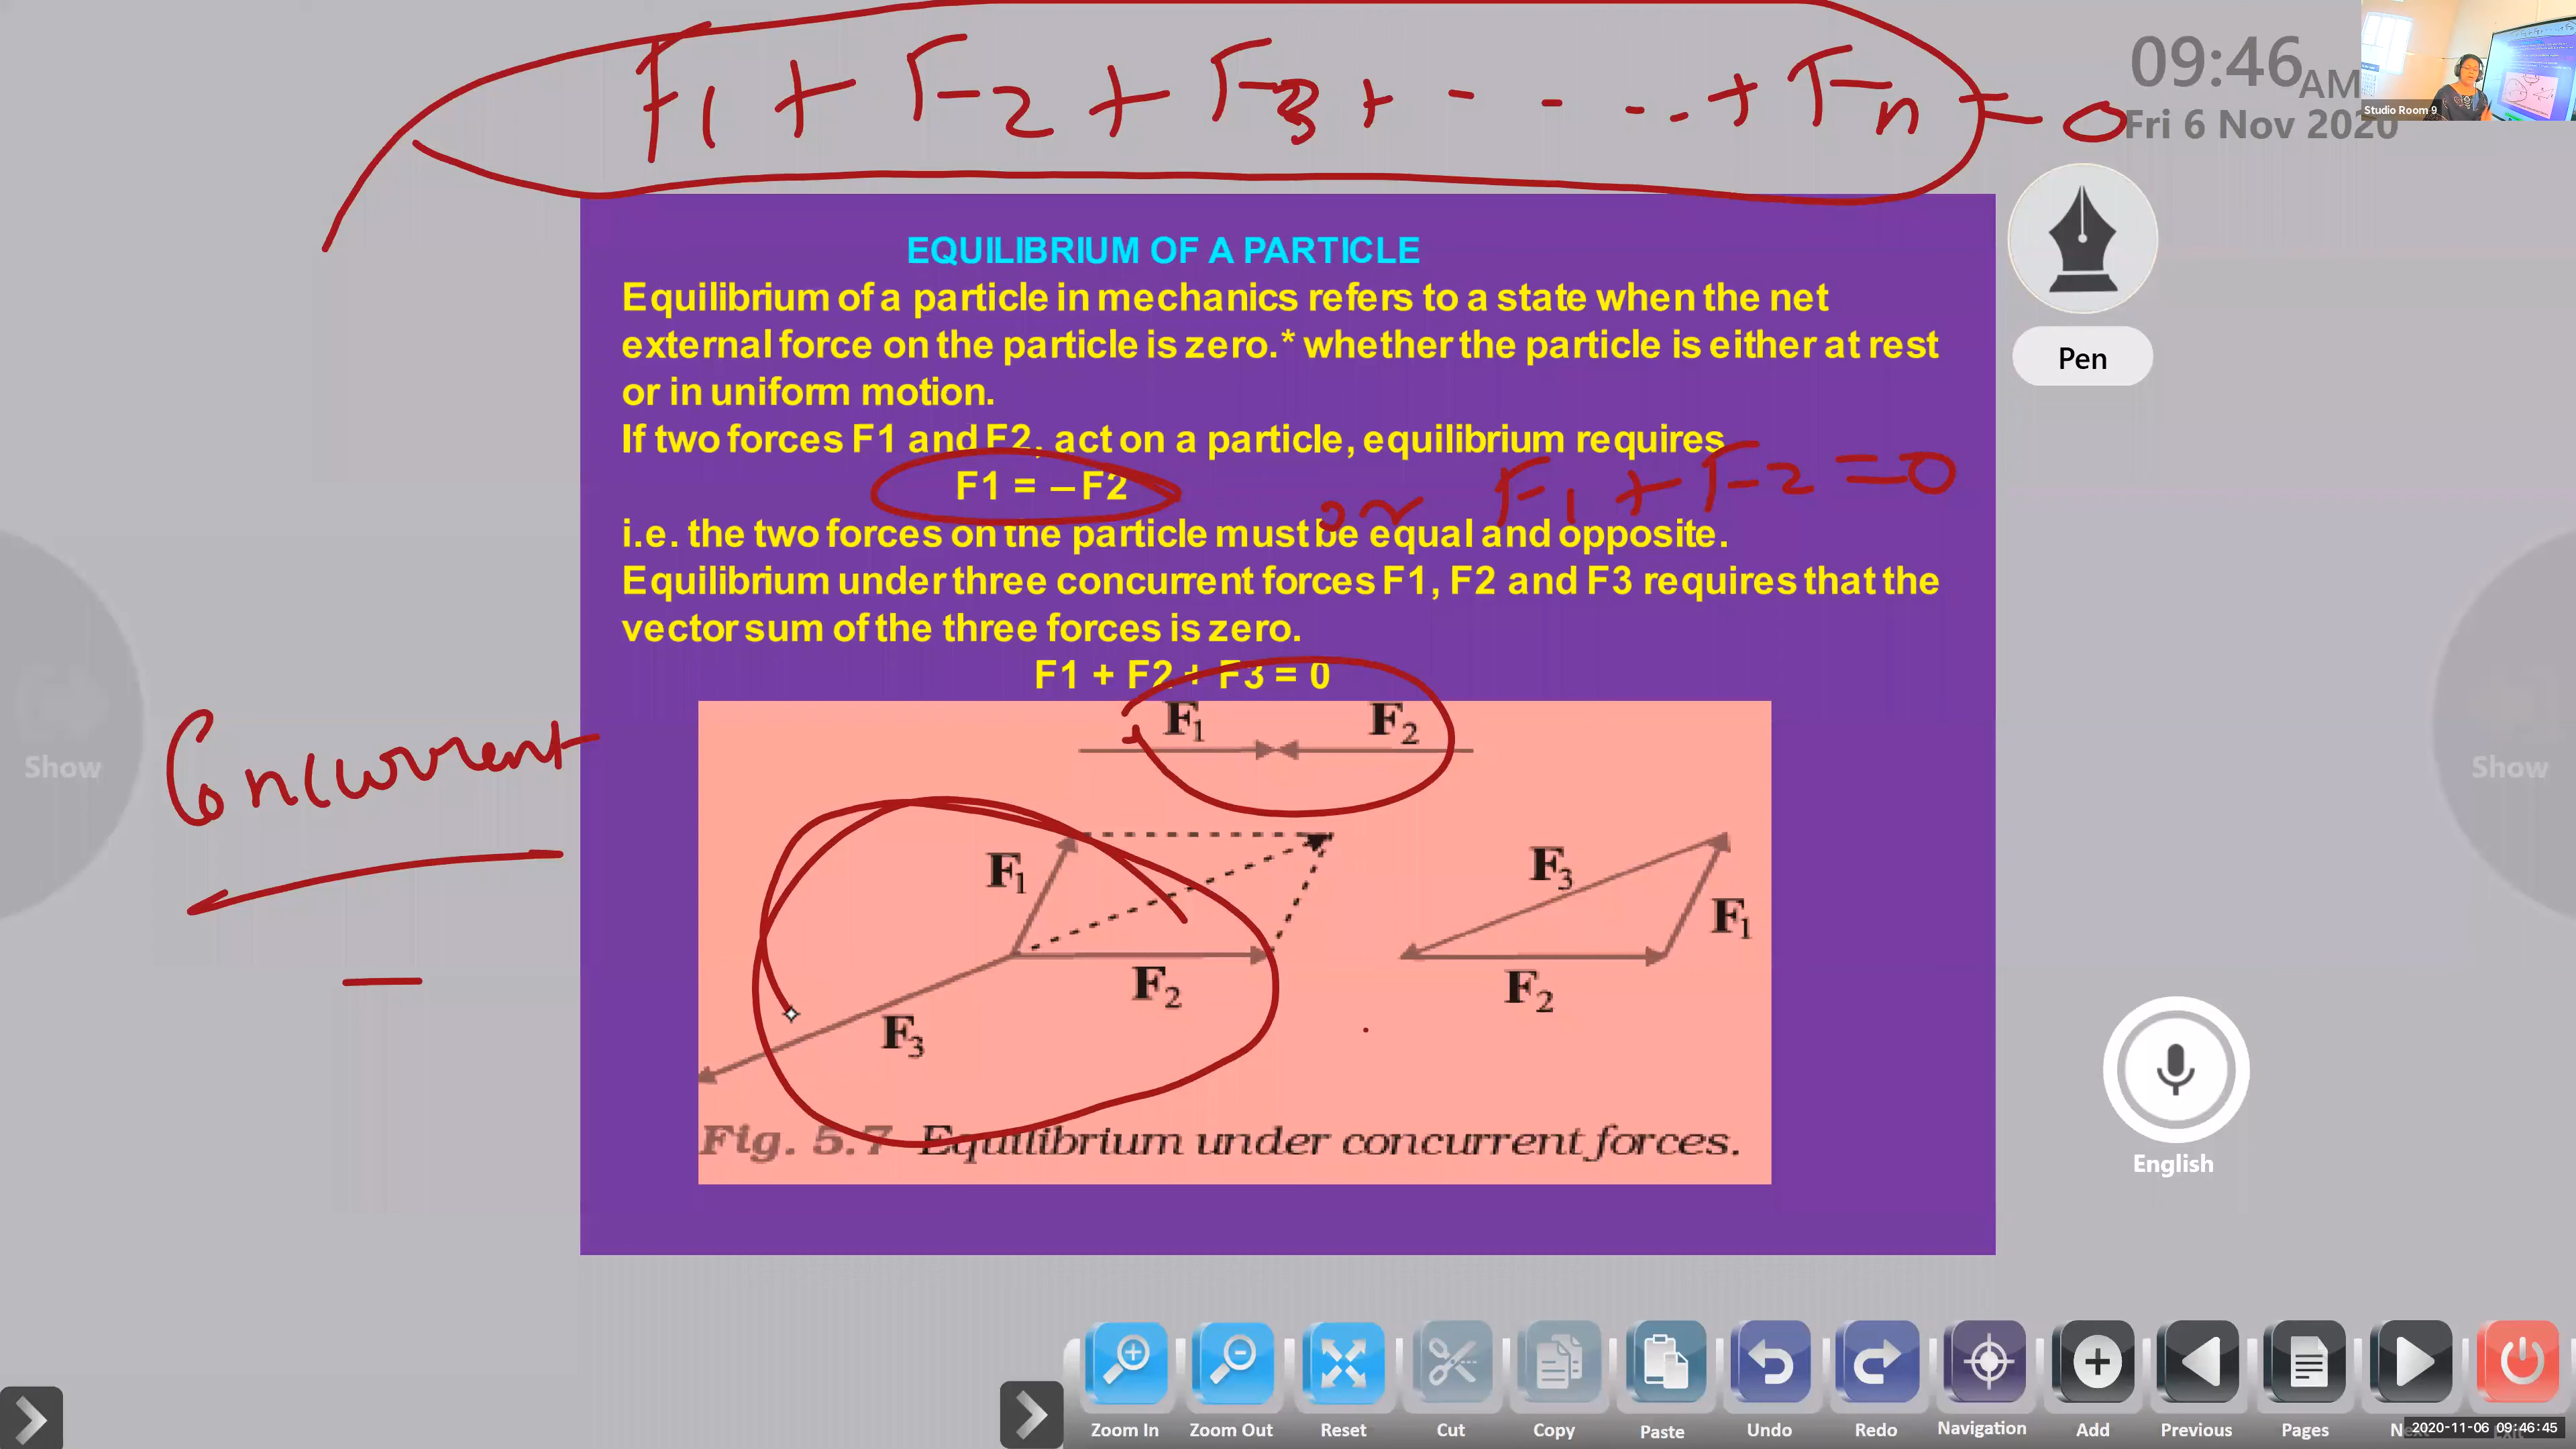 F1 + F2 + F3 + - - - .. + Fn = 0
09:46 AM
Fri 6 Nov 2020
Studio Room 9
EQUILIBRIUM OF A PARTICLE
Equilibrium of a particle in mechanics refers to a state when the net
external force on the particle is zero.* whether the particle is either at rest
or in uniform motion.
If two forces F1 and F2, act on a particle, equilibrium requires
F1 = – F2
or F1 + F2 = 0
i.e. the two forces on the particle must be equal and opposite.
Equilibrium under three concurrent forces F1, F2 and F3 requires that the
vector sum of the three forces is zero.
F1 + F2 + F3 = 0
Pen
Concurrent
Show
Show
F1 F2
F1
F2
F3
F3
F1
F2
Fig. 5.7 Equilibrium under concurrent forces.
English
Zoom In Zoom Out Reset Cut Copy Paste Undo Redo Navigation Add Previous Pages
2020-11-06 09:46:45